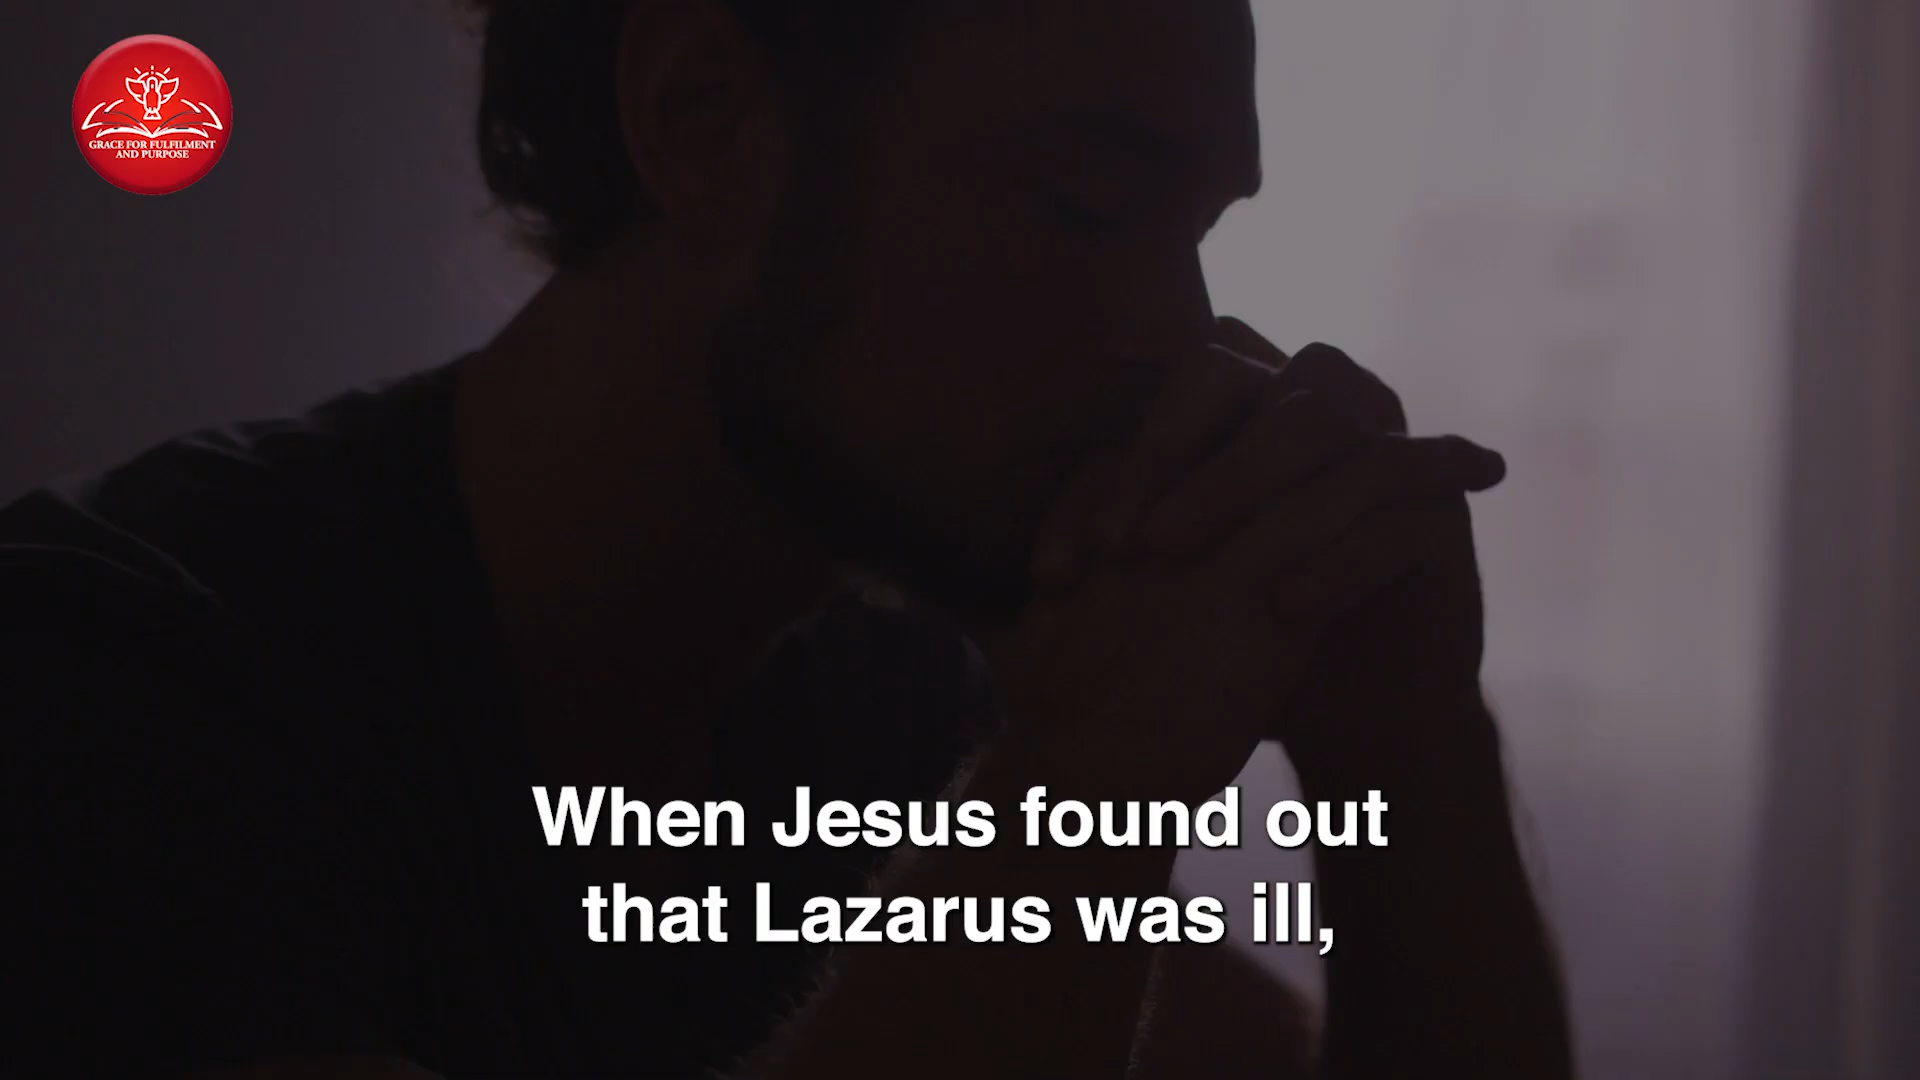 GRACE FOR FULFILMENT
AND PURPOSE
When Jesus found out
that Lazarus was ill,